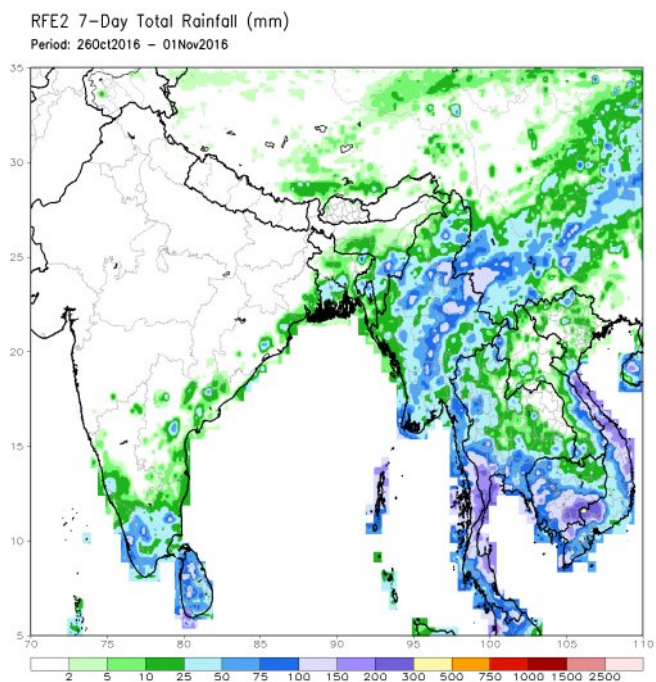 RFE2 7-Day Total Rainfall (mm)
Period: 26Oct2016 – 01Nov2016
35
30
25
20
15
10
5
70 75 80 85 90 95 100 105 110
2 5 10 25 50 75 100 150 200 300 500 750 1000 1500 2500